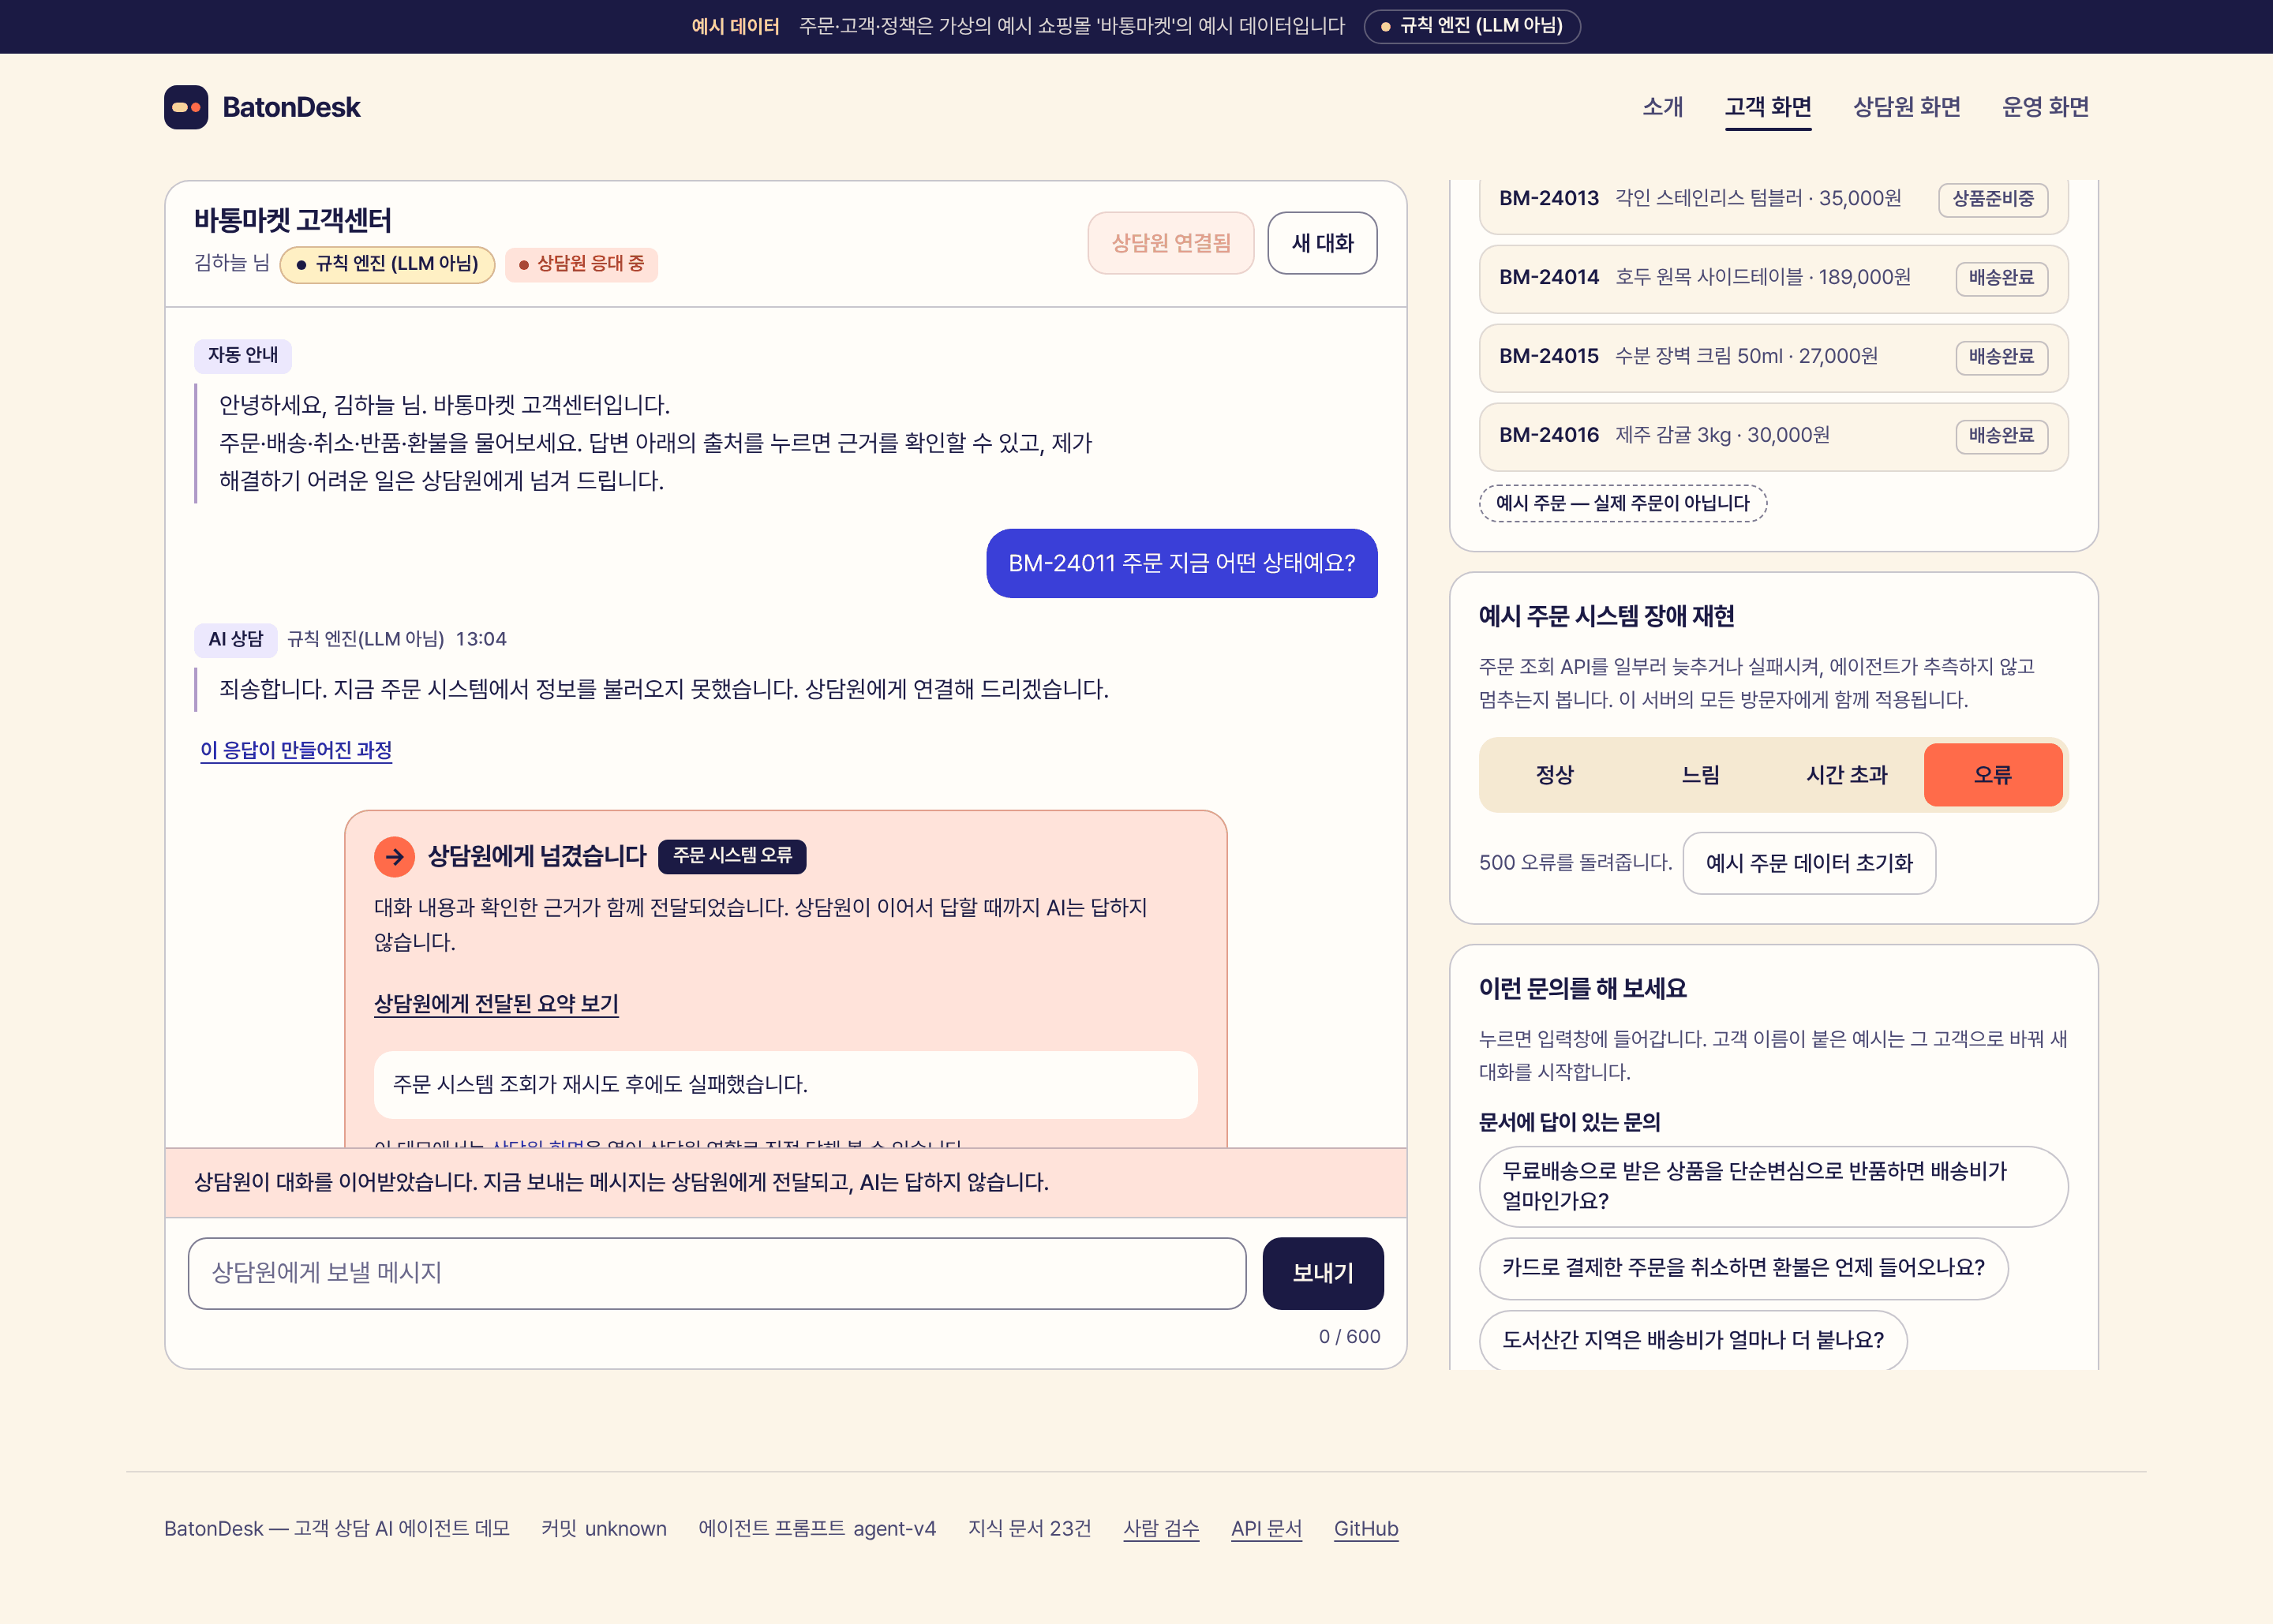 예시 데이터 주문·고객·정책은 가상의 예시 쇼핑몰 '바통마켓'의 예시 데이터입니다 규칙 엔진 (LLM 아님)
BatonDesk
소개 고객 화면 상담원 화면 운영 화면
바통마켓 고객센터
김하늘 님 규칙 엔진 (LLM 아님) 상담원 응대 중
상담원 연결됨 새 대화
자동 안내
안녕하세요, 김하늘 님. 바통마켓 고객센터입니다.
주문·배송·취소·반품·환불을 물어보세요. 답변 아래의 출처를 누르면 근거를 확인할 수 있고, 제가
해결하기 어려운 일은 상담원에게 넘겨 드립니다.
BM-24011 주문 지금 어떤 상태예요?
AI 상담 규칙 엔진(LLM 아님) 13:04
죄송합니다. 지금 주문 시스템에서 정보를 불러오지 못했습니다. 상담원에게 연결해 드리겠습니다.
이 응답이 만들어진 과정
상담원에게 넘겼습니다 주문 시스템 오류
대화 내용과 확인한 근거가 함께 전달되었습니다. 상담원이 이어서 답할 때까지 AI는 답하지
않습니다.
상담원에게 전달된 요약 보기
주문 시스템 조회가 재시도 후에도 실패했습니다.
상담원이 대화를 이어받았습니다. 지금 보내는 메시지는 상담원에게 전달되고, AI는 답하지 않습니다.
상담원에게 보낼 메시지
보내기
0 / 600
BM-24013 각인 스테인리스 텀블러 · 35,000원 상품준비중
BM-24014 호두 원목 사이드테이블 · 189,000원 배송완료
BM-24015 수분 장벽 크림 50ml · 27,000원 배송완료
BM-24016 제주 감귤 3kg · 30,000원 배송완료
예시 주문 — 실제 주문이 아닙니다
예시 주문 시스템 장애 재현
주문 조회 API를 일부러 늦추거나 실패시켜, 에이전트가 추측하지 않고
멈추는지 봅니다. 이 서버의 모든 방문자에게 함께 적용됩니다.
정상 느림 시간 초과 오류
500 오류를 돌려줍니다. 예시 주문 데이터 초기화
이런 문의를 해 보세요
누르면 입력창에 들어갑니다. 고객 이름이 붙은 예시는 그 고객으로 바꿔 새
대화를 시작합니다.
문서에 답이 있는 문의
무료배송으로 받은 상품을 단순변심으로 반품하면 배송비가
얼마인가요?
카드로 결제한 주문을 취소하면 환불은 언제 들어오나요?
도서산간 지역은 배송비가 얼마나 더 붙나요?
BatonDesk — 고객 상담 AI 에이전트 데모 커밋 unknown 에이전트 프롬프트 agent-v4 지식 문서 23건 사람 검수 API 문서 GitHub